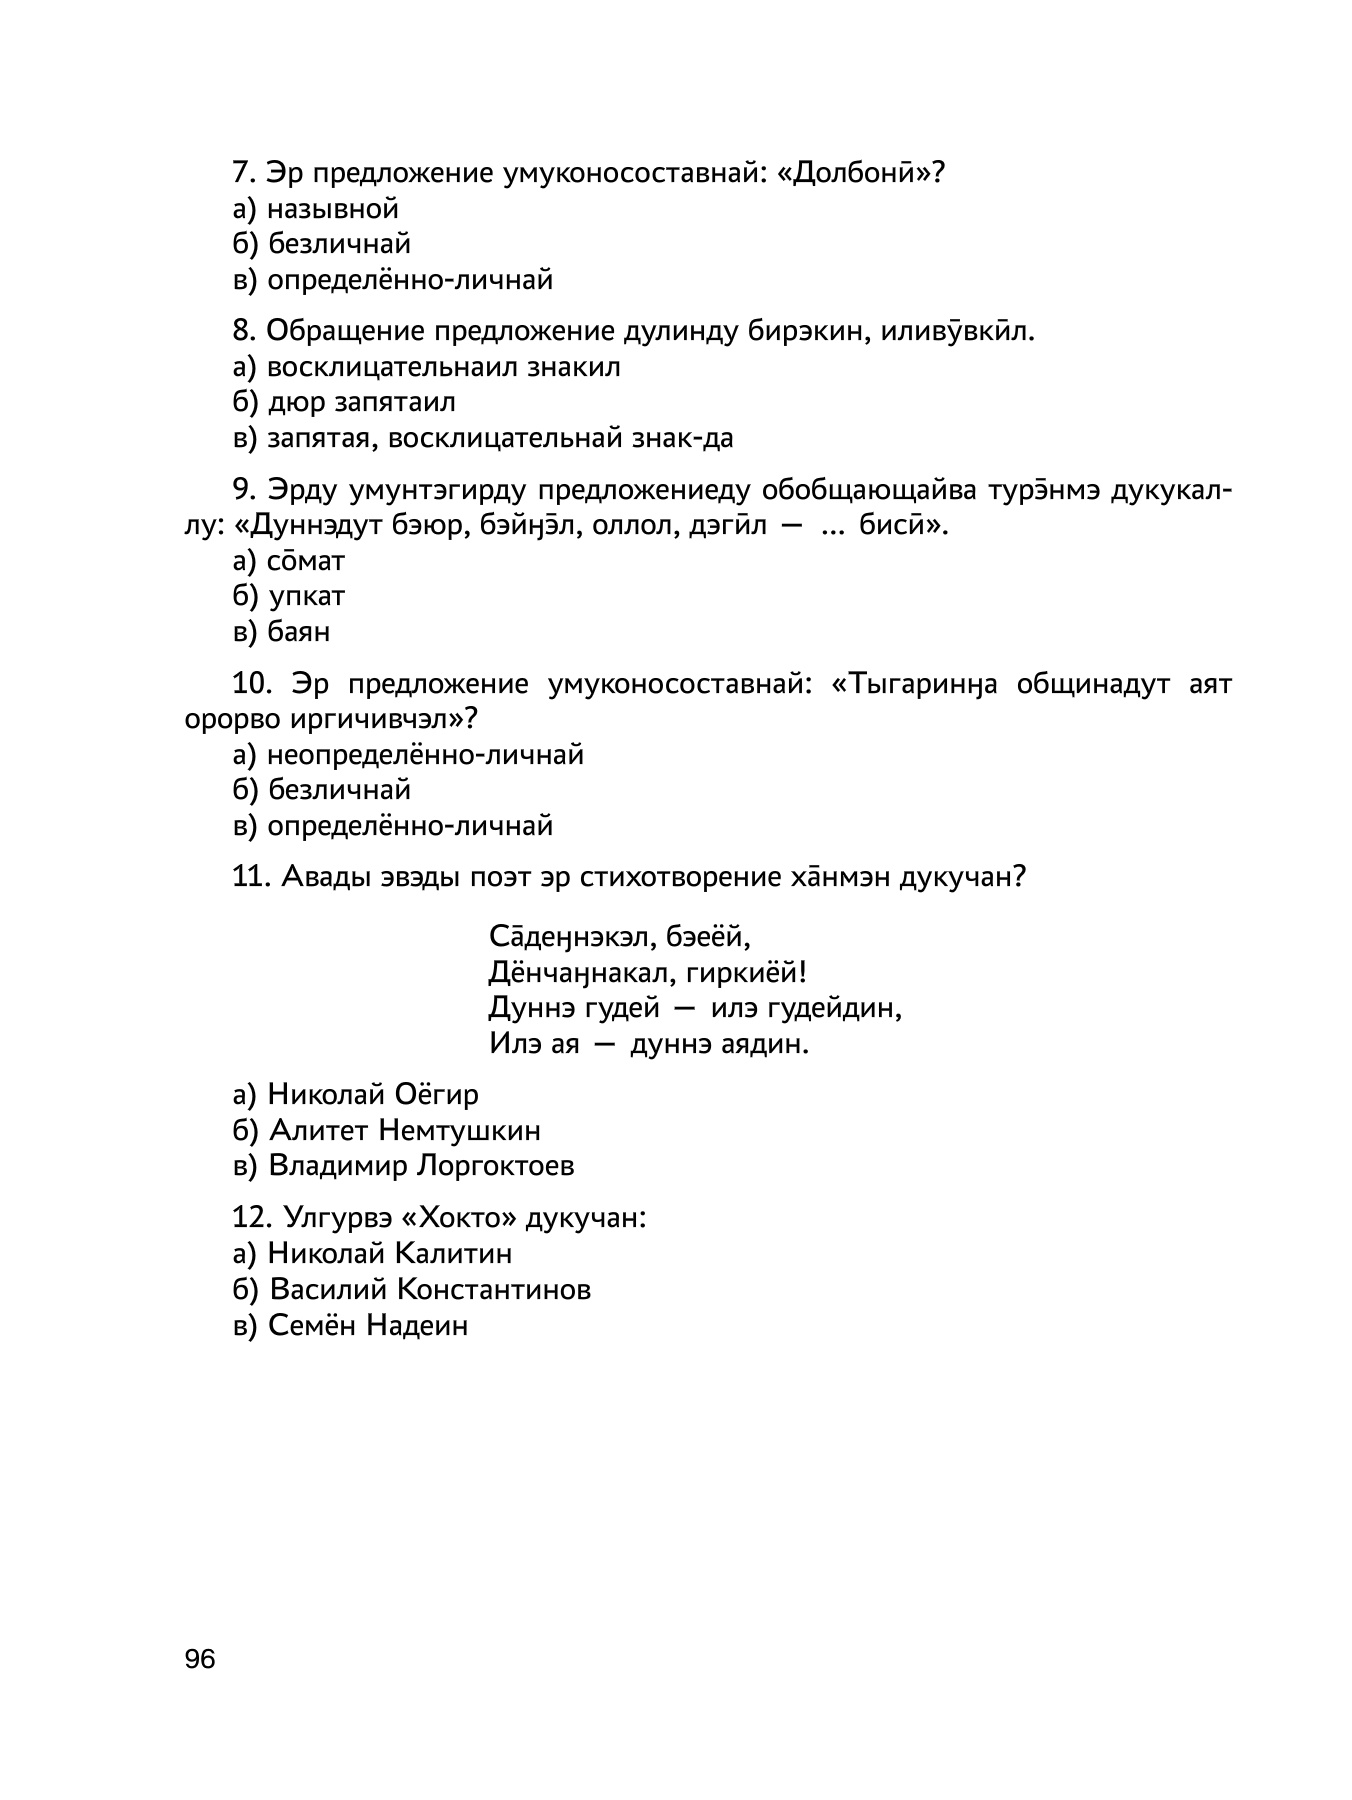 7. Эр предложение умуконосоставнай: «Долбонӣ»?
а) назывной
б) безличнай
в) определённо-личнай
8. Обращение предложение дулинду бирэкин, иливӯвкӣл.
а) восклицательнаил знакил
б) дюр запятаил
в) запятая, восклицательнай знак-да
9. Эрду умунтэгирду предложениеду обобщающайва турэ̄нмэ дукукал-
лу: «Дуннэдут бэюр, бэйӈэ̄л, оллол, дэгӣл — ... бисӣ».
а) со̄мат
б) упкат
в) баян
10. Эр предложение умуконосоставнай: «Тыгаринӈа общинадут аят
орорво иргичивчэл»?
а) неопределённо-личнай
б) безличнай
в) определённо-личнай
11. Авады эвэды поэт эр стихотворение ха̄нмэн дукучан?
Са̄деӈнэкэл, бэеёй,
Дёнчаӈнакал, гиркиёй!
Дуннэ гудей — илэ гудейдин,
Илэ ая — дуннэ аядин.
а) Николай Оёгир
б) Алитет Немтушкин
в) Владимир Лоргоктоев
12. Улгурвэ «Хокто» дукучан:
а) Николай Калитин
б) Василий Константинов
в) Семён Надеин
96